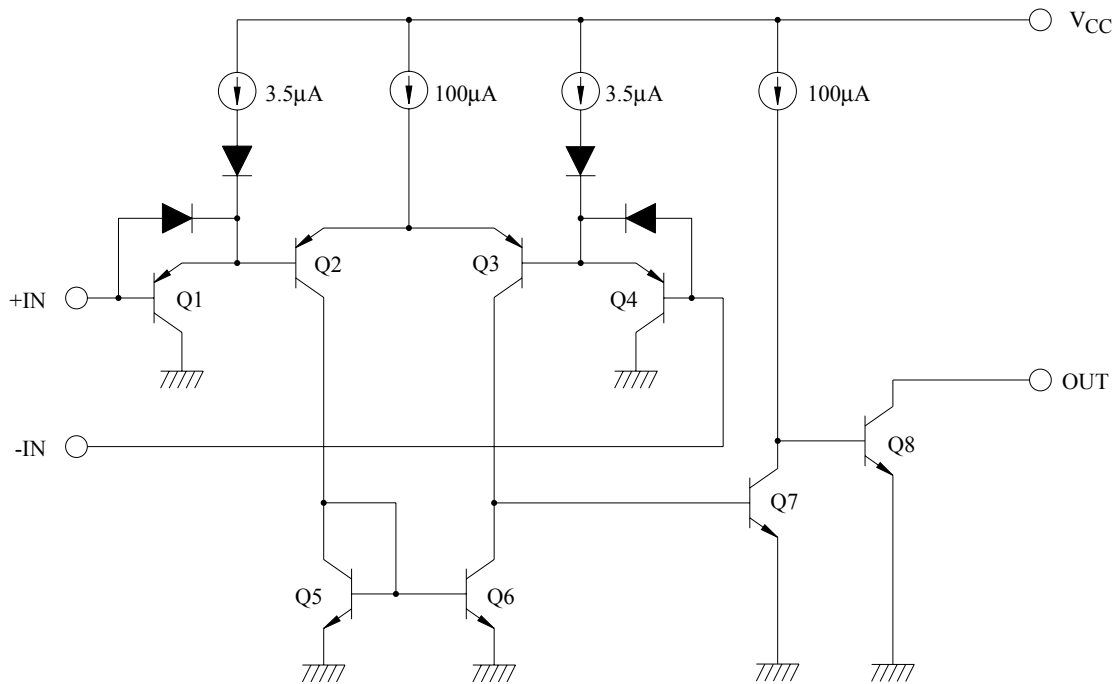 VCC
3.5µA 100µA 3.5µA 100µA
Q2 Q3
+IN Q1 Q4
OUT
-IN Q8
Q7
Q5 Q6